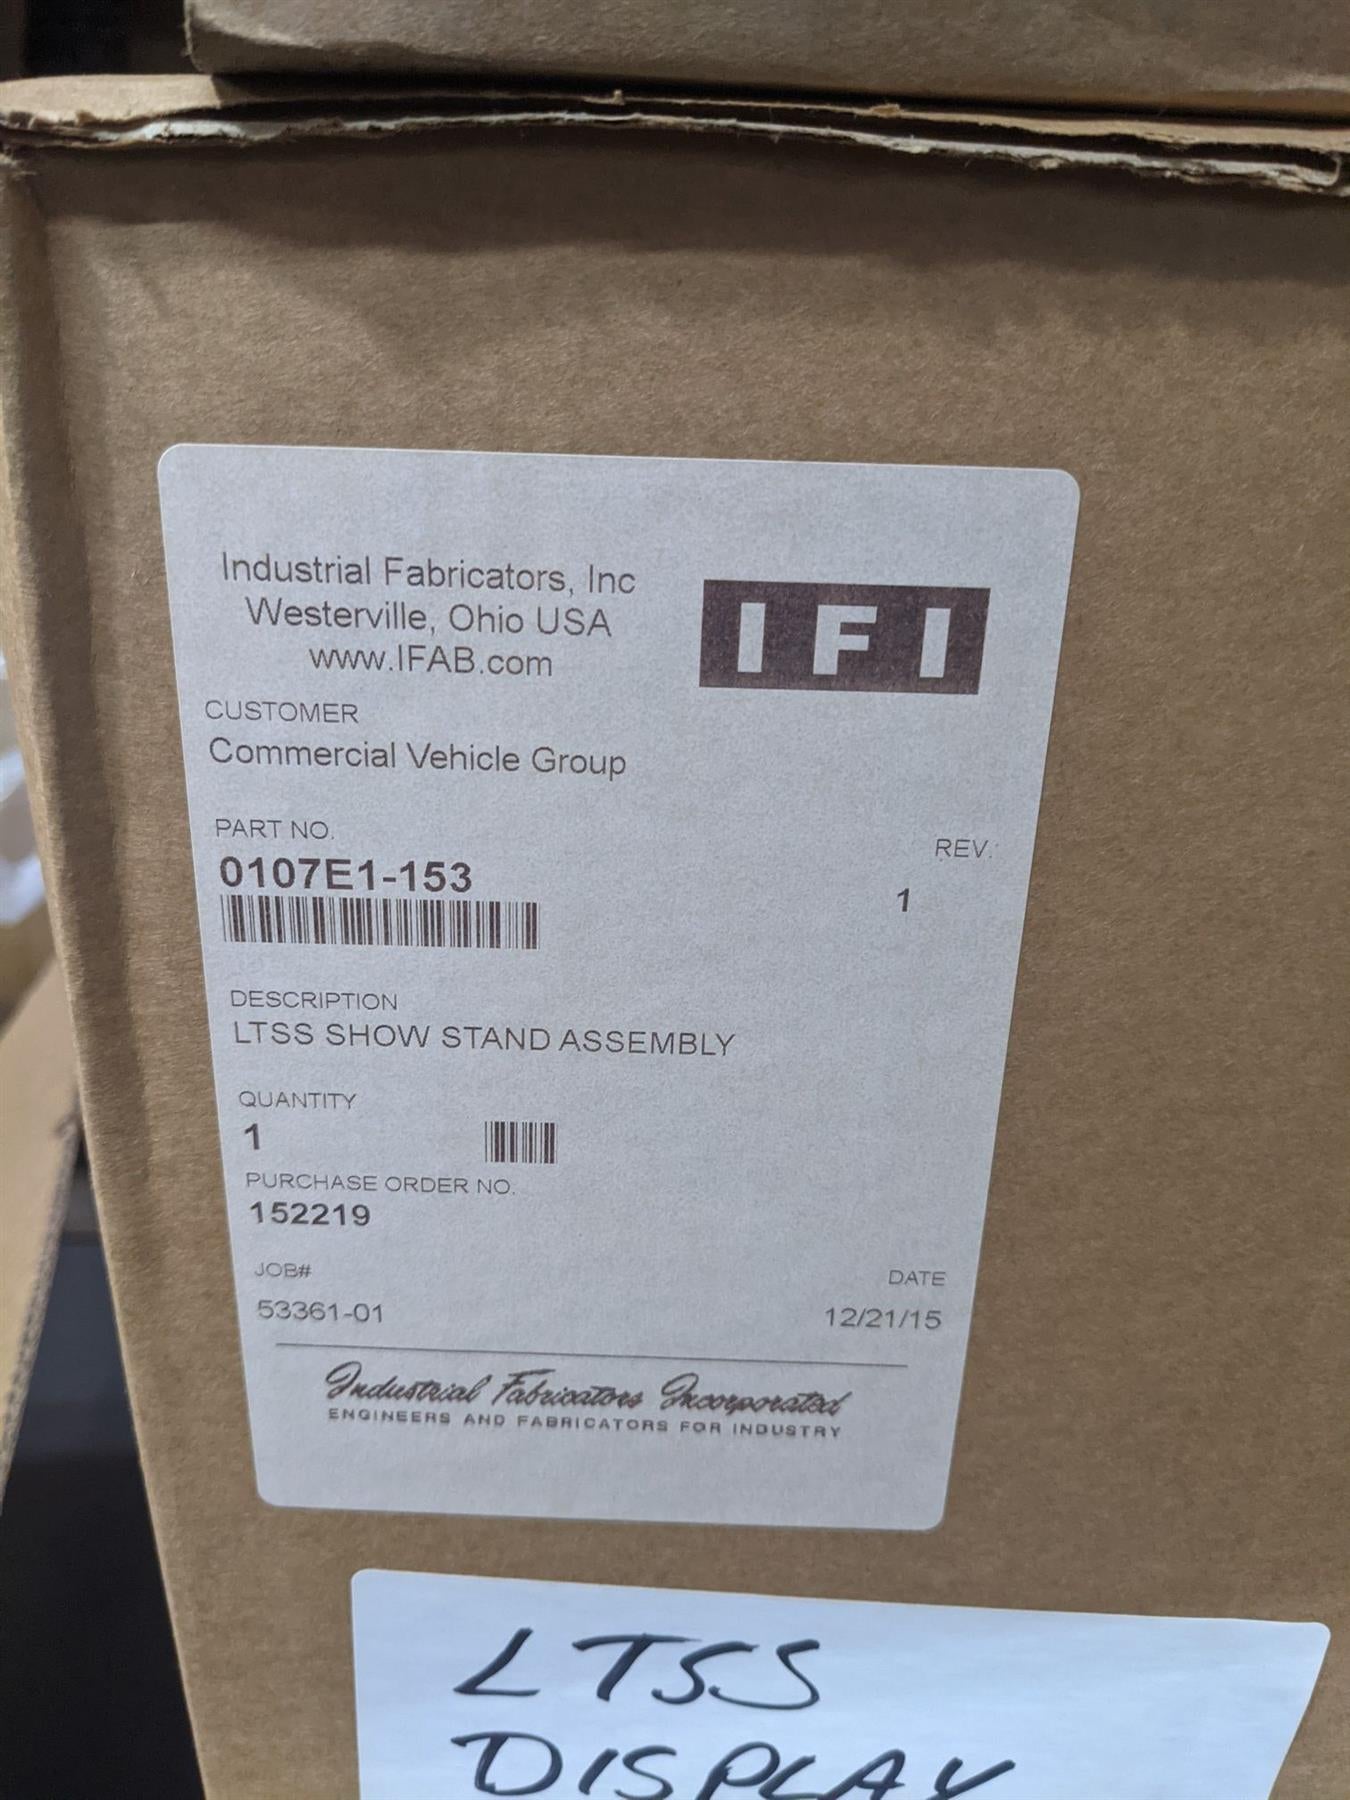 Industrial Fabricators, Inc
Westerville, Ohio USA
www.IFAB.com
IFI
CUSTOMER
Commercial Vehicle Group
PART NO.
REV.
0107E1-153
1
DESCRIPTION
LTSS SHOW STAND ASSEMBLY
QUANTITY
1
PURCHASE ORDER NO.
152219
JOB#
DATE
53361-01
12/21/15
Industrial Fabricators Incorporated
ENGINEERS AND FABRICATORS FOR INDUSTRY
LTSS
DISPLAY